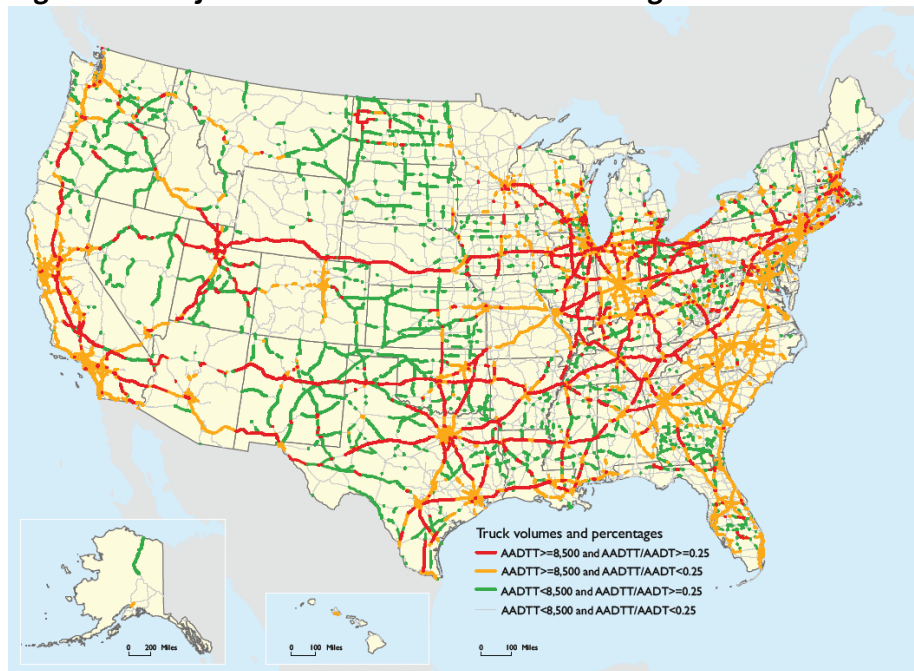 Truck volumes and percentages
AADTT>=8,500 and AADTT/AADT>=0.25
AADTT>=8,500 and AADTT/AADT<0.25
AADTT<8,500 and AADTT/AADT>=0.25
AADTT<8,500 and AADTT/AADT<0.25
0 200 Miles
0 100 Miles
0 100 Miles